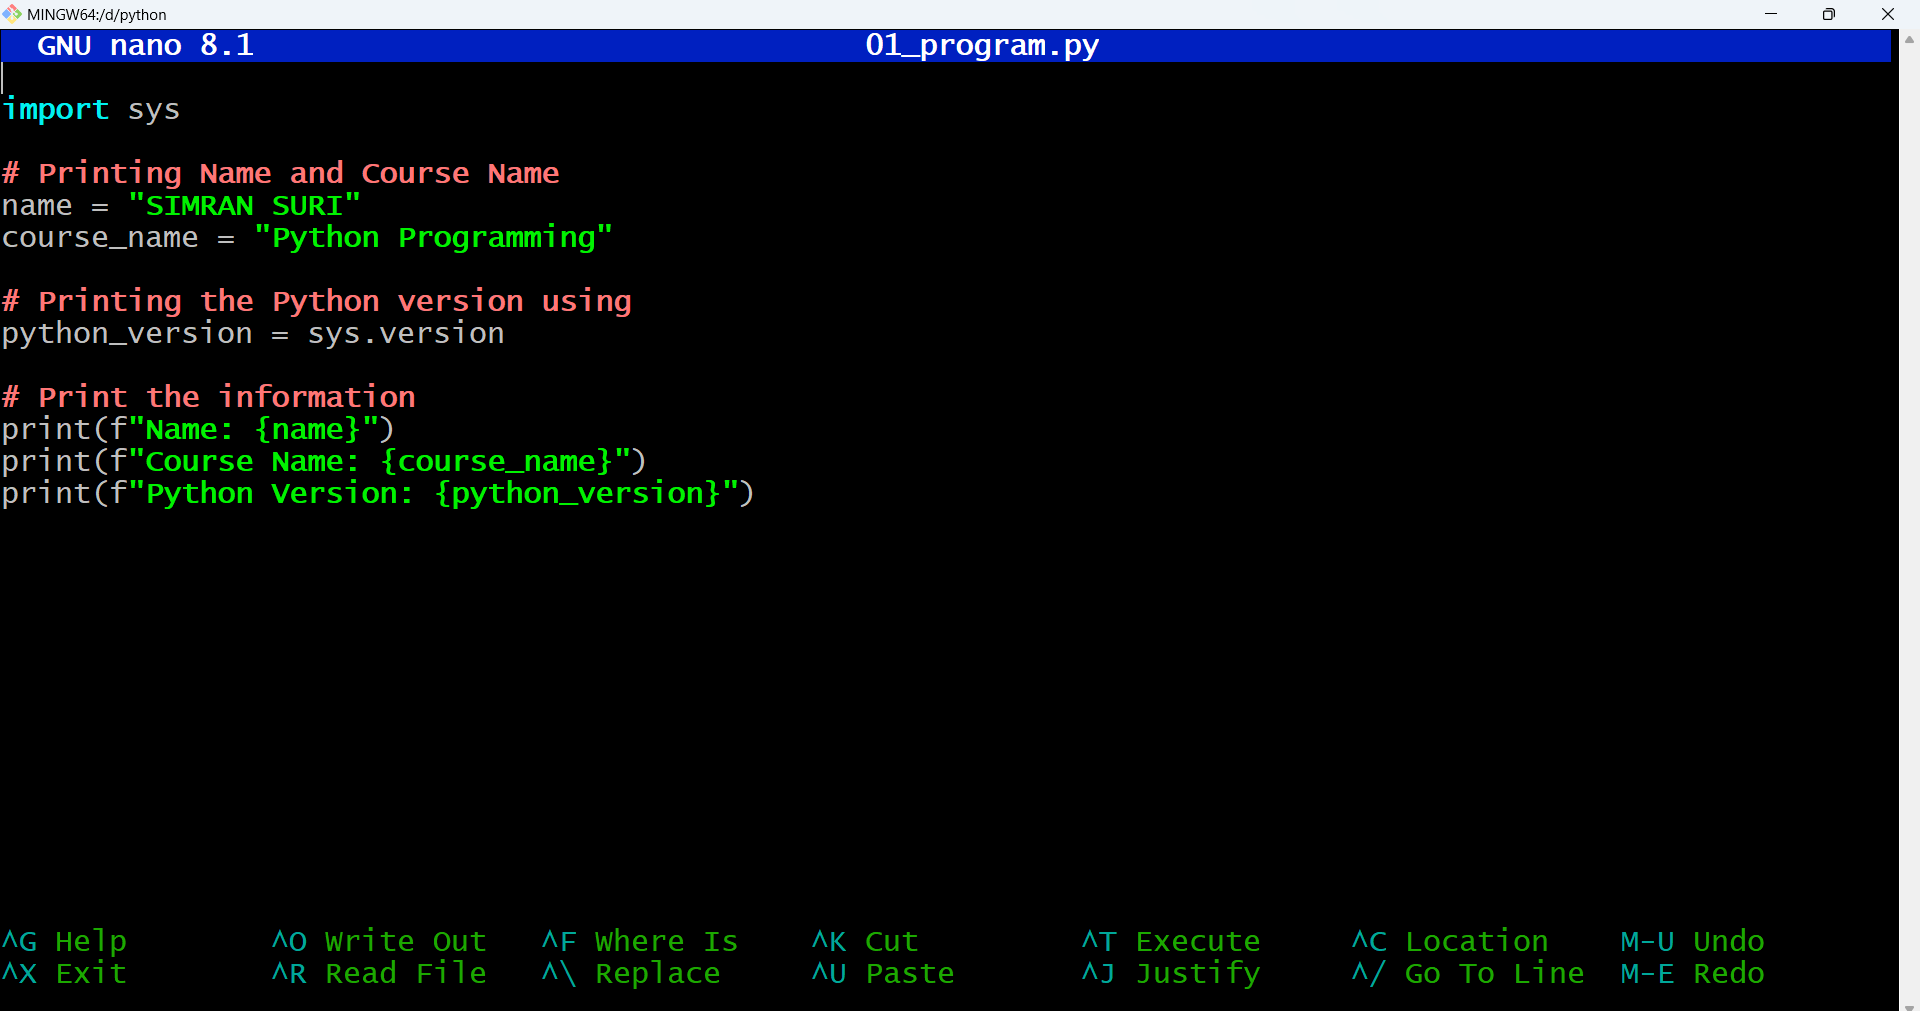 MINGW64:/d/python
GNU nano 8.1 01_program.py
import sys
# Printing Name and Course Name
name = "SIMRAN SURI"
course_name = "Python Programming"
# Printing the Python version using
python_version = sys.version
# Print the information
print(f"Name: {name}")
print(f"Course Name: {course_name}")
print(f"Python Version: {python_version}")
^G Help ^O Write Out ^F Where Is ^K Cut ^T Execute ^C Location M-U Undo
^X Exit ^R Read File ^\ Replace ^U Paste ^J Justify ^/ Go To Line M-E Redo